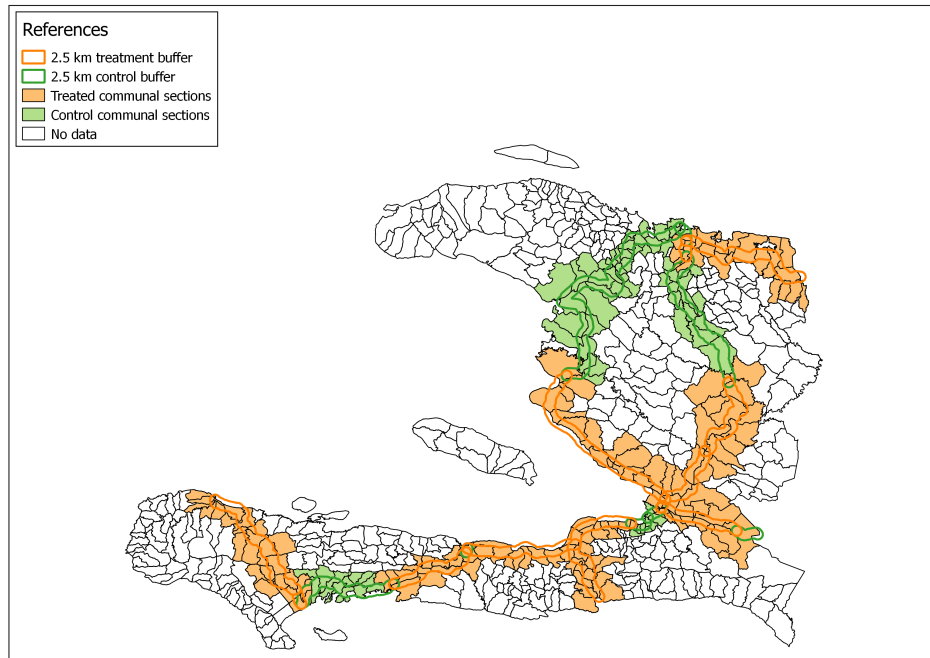 References
2.5 km treatment buffer
2.5 km control buffer
Treated communal sections
Control communal sections
No data